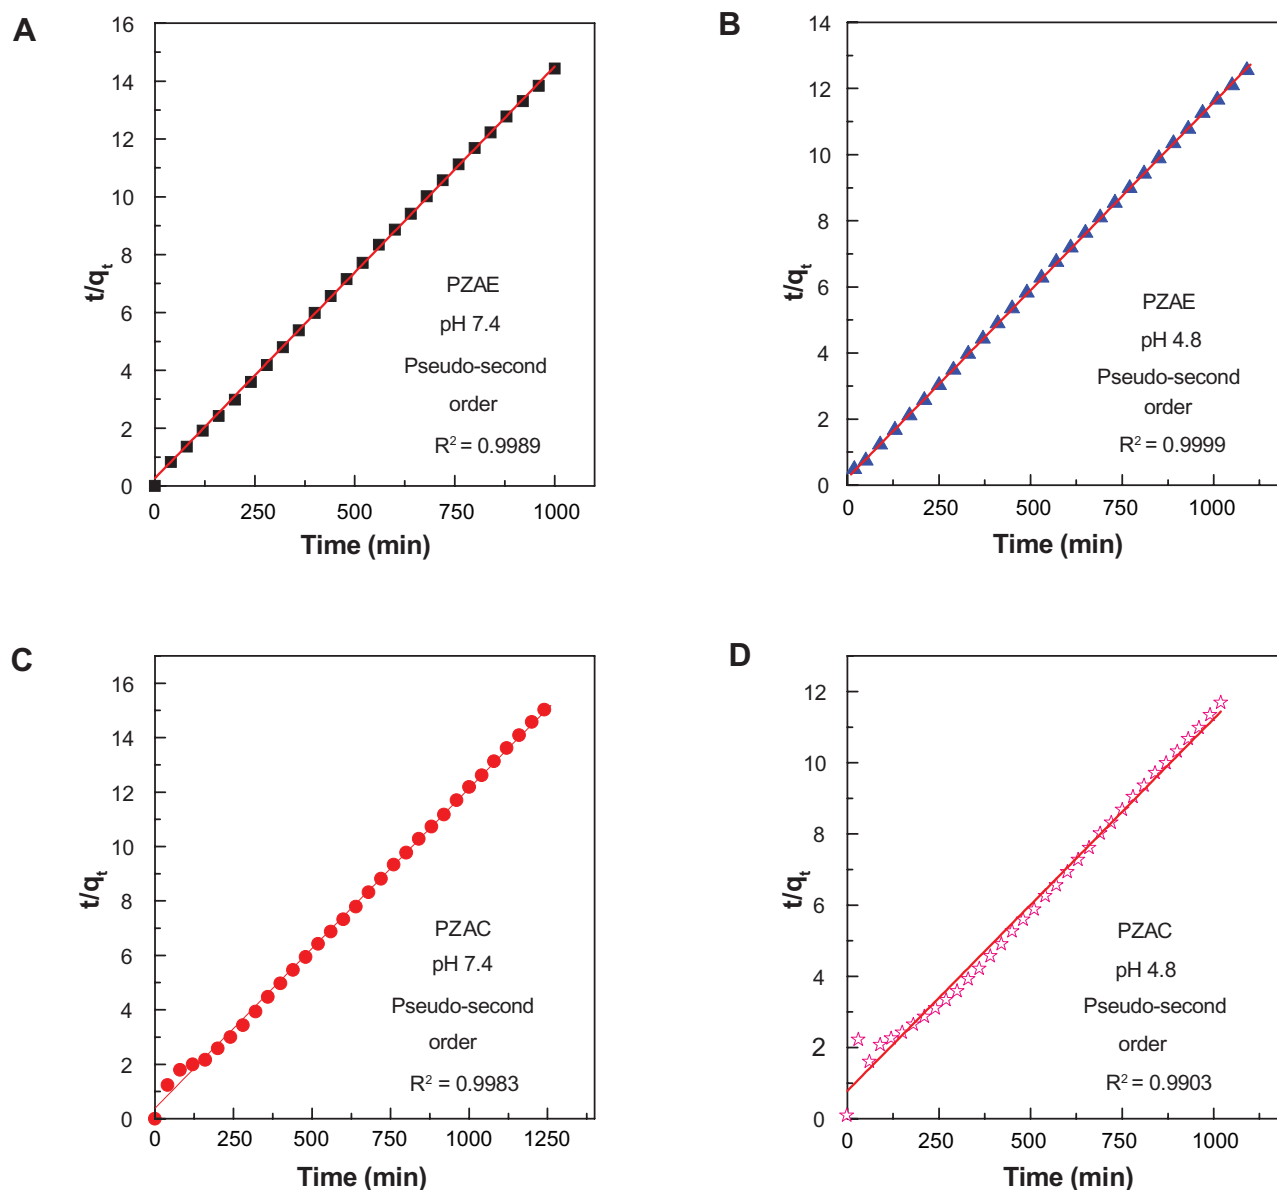 A
16
14
12
10
8
6
4
2
0
t/qt
PZAE
pH 7.4
Pseudo-second
order
R2 = 0.9989
0 250 500 750 1000
Time (min)
B
14
12
10
8
6
4
2
0
t/qt
PZAE
pH 4.8
Pseudo-second
order
R2 = 0.9999
0 250 500 750 1000
Time (min)
C
16
14
12
10
8
6
4
2
0
t/qt
PZAC
pH 7.4
Pseudo-second
order
R2 = 0.9983
0 250 500 750 1000 1250
Time (min)
D
12
10
8
6
4
2
0
t/qt
PZAC
pH 4.8
Pseudo-second
order
R2 = 0.9903
0 250 500 750 1000
Time (min)